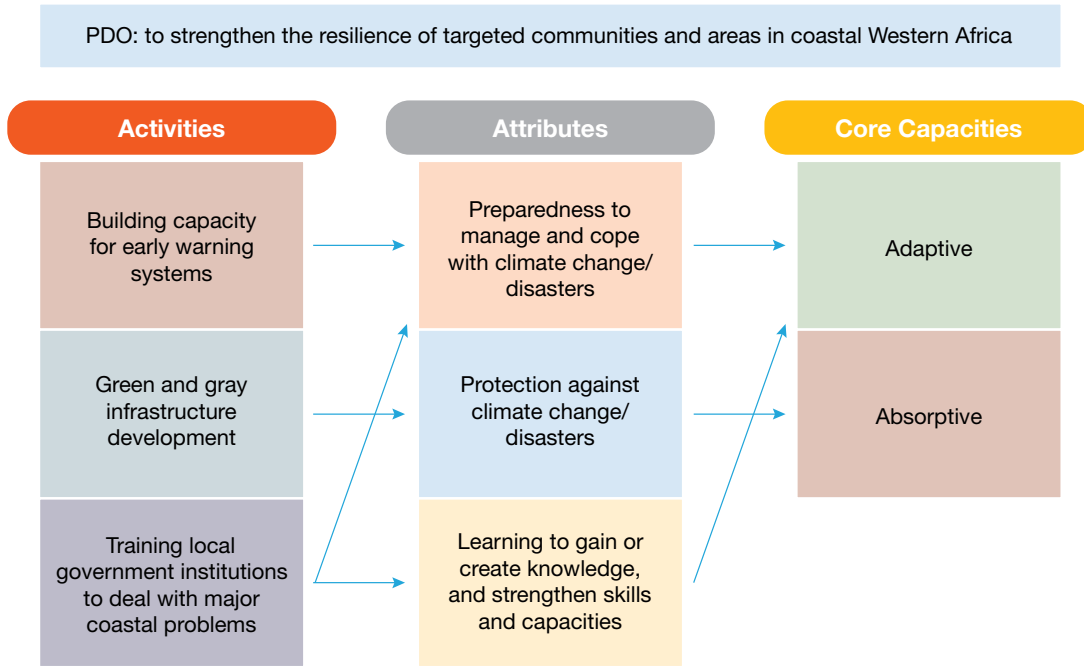 PDO: to strengthen the resilience of targeted communities and areas in coastal Western Africa
Activities
Attributes
Core Capacities
Building capacity
for early warning
systems
Preparedness to
manage and cope
with climate change/
disasters
Adaptive
Green and gray
infrastructure
development
Protection against
climate change/
disasters
Absorptive
Training local
government institutions
to deal with major
coastal problems
Learning to gain or
create knowledge,
and strengthen skills
and capacities